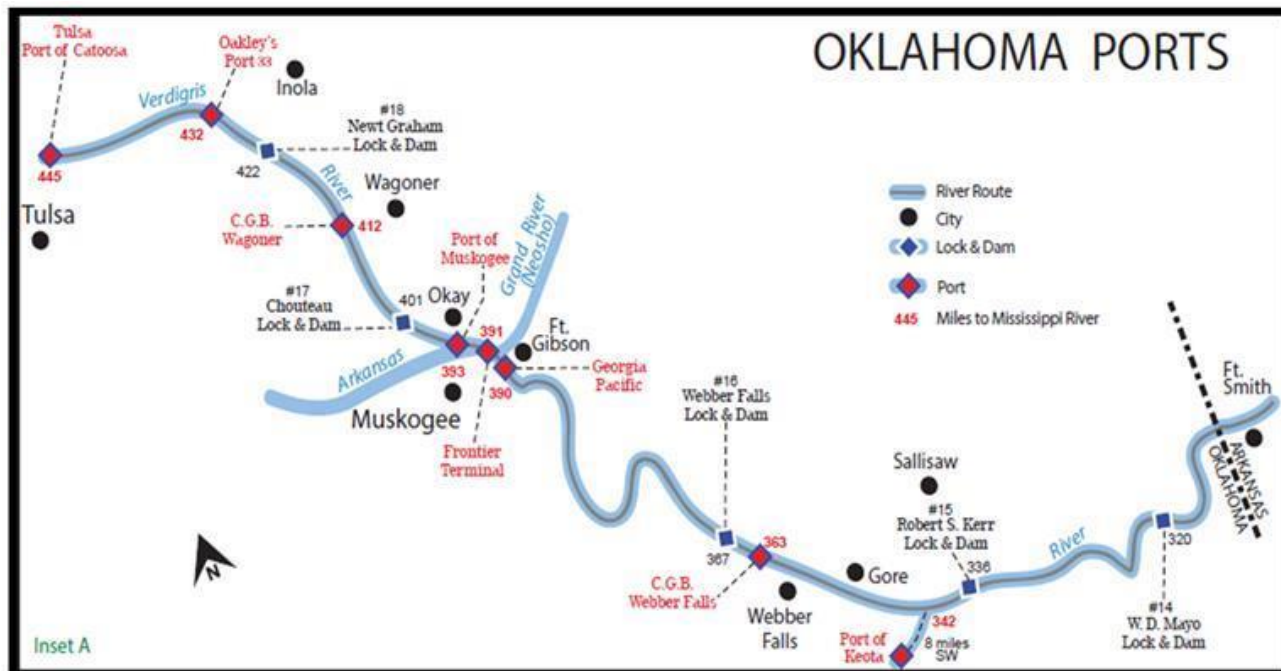 OKLAHOMA PORTS
Tulsa
Port of Catoosa
Oakley's
Port 33
Inola
Verdigris
432
445
#18
Newt Graham
Lock & Dam
422
River
Wagoner
Tulsa
C.G.B.
Wagoner
412
Port of
Muskogee
Grand River
(Neosho)
#17
Chouteau
Lock & Dam
401
Okay
391
Ft.
Gibson
Arkansas
393
390
Georgia
Pacific
Muskogee
Frontier
Terminal
River Route
City
Lock & Dam
Port
445 Miles to Mississippi River
#16
Webber Falls
Lock & Dam
Ft.
Smith
ARKANSAS
OKLAHOMA
Sallisaw
#15
Robert S. Kerr
Lock & Dam
River
320
367
363
336
C.G.B.
Webber Falls
Gore
Webber
Falls
342
#14
W. D. Mayo
Lock & Dam
Port of
Keota
8 miles
SW
N
Inset A